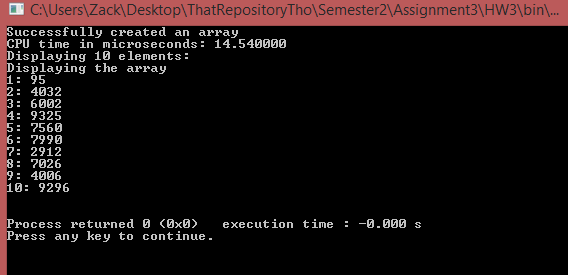 C:\Users\Zack\Desktop\ThatRepositoryTho\Semester2\Assignment3\HW3\bin\...
Successfully created an array
CPU time in microseconds: 14.540000
Displaying 10 elements:
Displaying the array
1: 95
2: 4032
3: 6002
4: 9325
5: 7560
6: 7990
7: 2912
8: 7026
9: 4006
10: 9296
Process returned 0 (0x0)   execution time : -0.000 s
Press any key to continue.